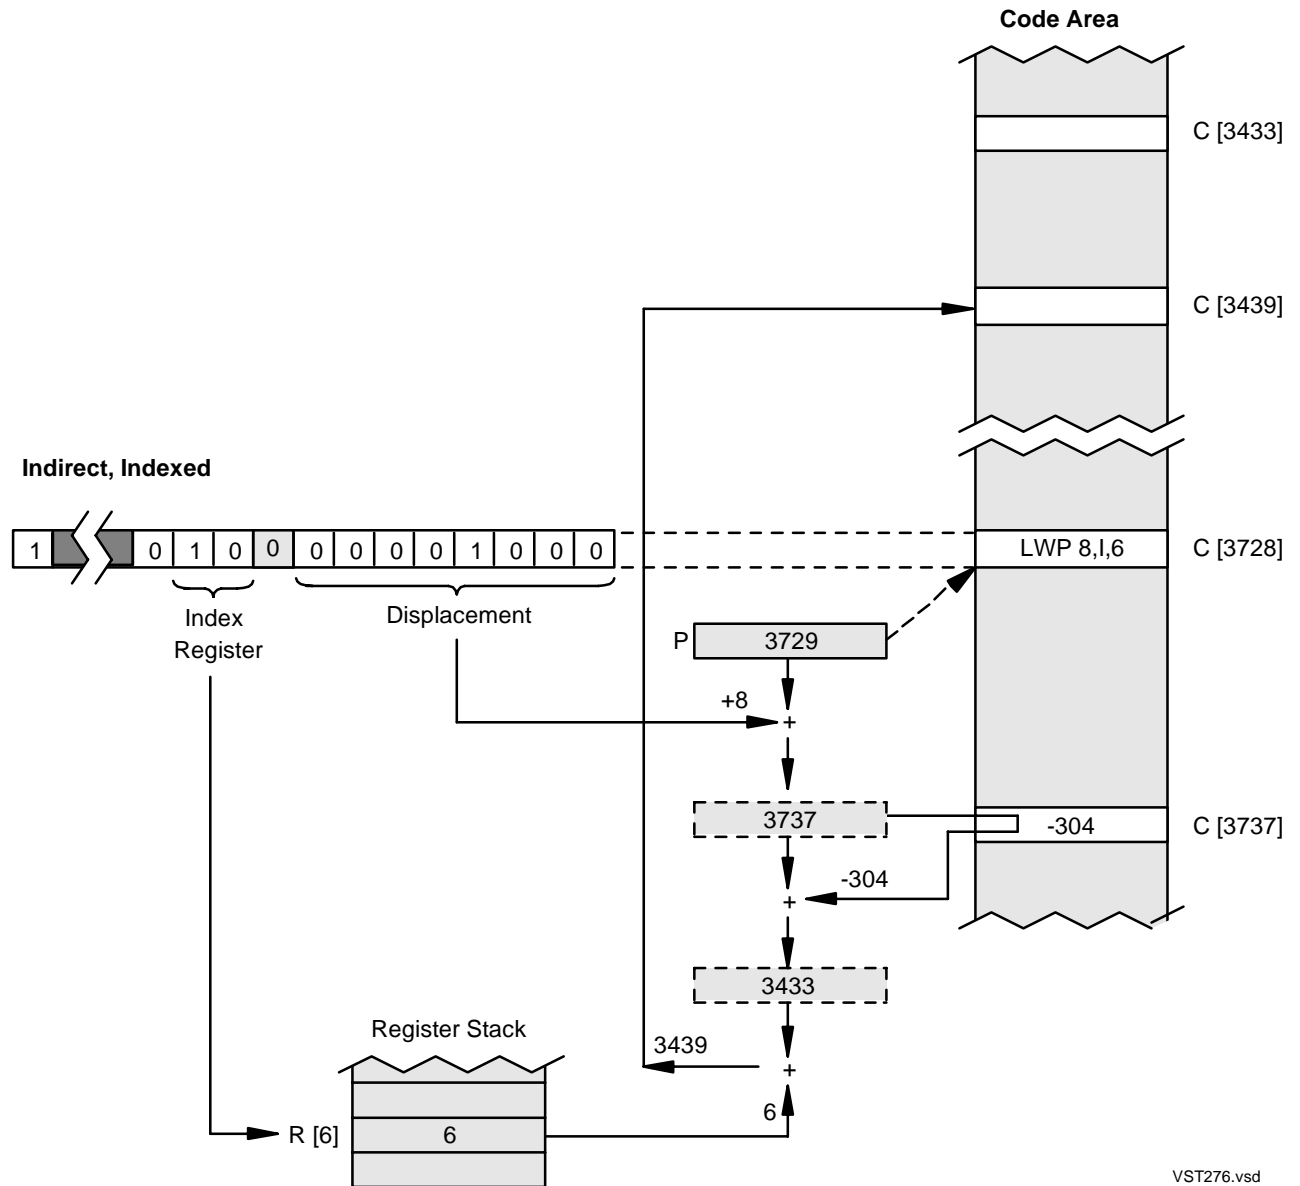 Code Area
C [3433]
C [3439]
Indirect, Indexed
1 0 1 0 0 0 0 0 0 1 0 0 0
LWP 8,I,6
C [3728]
Index
Register
Displacement
P
3729
+8
+
3737
-304
C [3737]
-304
+
3433
Register Stack
3439
+
6
R [6]
6
VST276.vsd